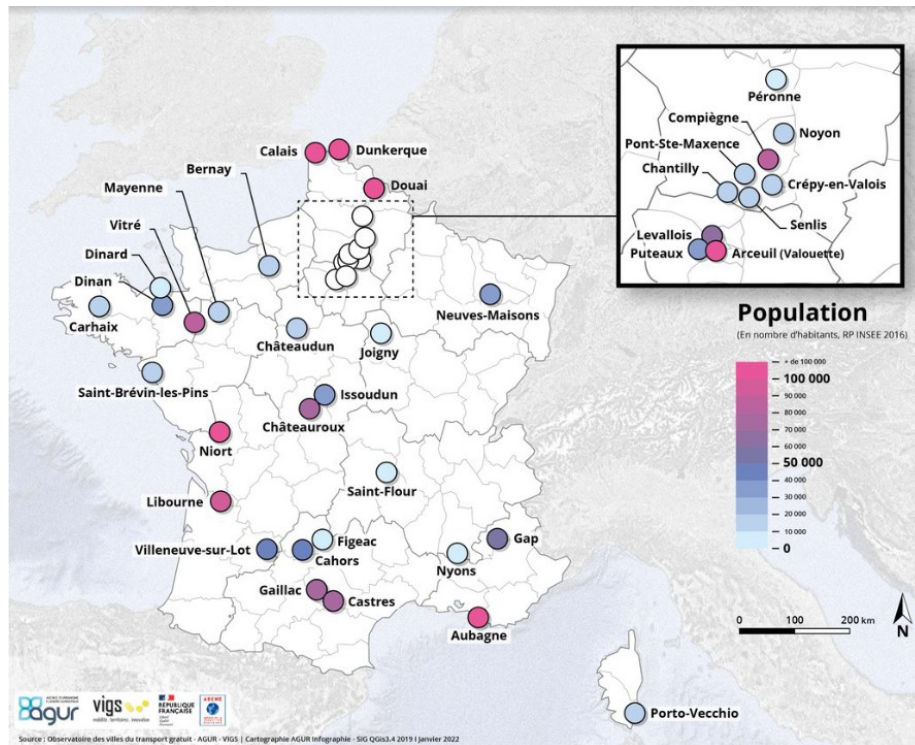 Péronne
Compiègne
Noyon
Pont-Ste-Maxence
Chantilly
Crépy-en-Valois
Senlis
Levallois
Puteaux
Arceuil (Valouette)
Calais
Dunkerque
Douai
Bernay
Mayenne
Vitré
Dinard
Dinan
Carhaix
Neuves-Maisons
Châteaudun
Joigny
Saint-Brévin-les-Pins
Issoudun
Châteauroux
Niort
Saint-Flour
Libourne
Villeneuve-sur-Lot
Figeac
Cahors
Gap
Nyons
Gaillac
Castres
Aubagne
Porto-Vecchio
Population
(En nombre d'habitants, RP INSEE 2016)
+ de 100 000
100 000
90 000
80 000
70 000
60 000
50 000
40 000
30 000
20 000
10 000
0
0 100 200 km
N
agur
vigs
mobilité, territoires, innovation
RÉPUBLIQUE
FRANÇAISE
ADEME
Source : Observatoire des villes du transport gratuit - AGUR - VIGS | Cartographie AGUR Infographie - SIG QGis3.4 2019 I Janvier 2022